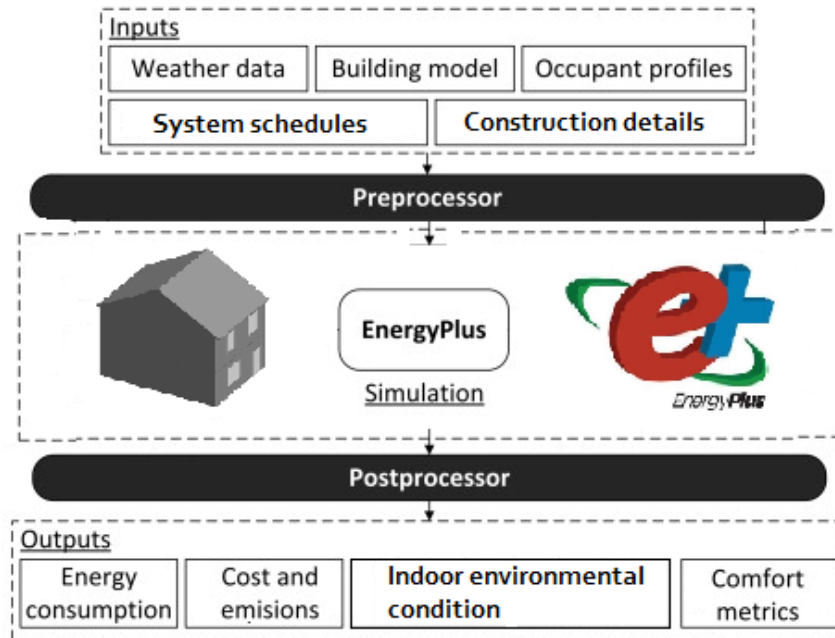 Inputs
Weather data
Building model
Occupant profiles
System schedules
Construction details
Preprocessor
EnergyPlus
Simulation
e+
EnergyPlus
Postprocessor
Outputs
Energy
consumption
Cost and
emisions
Indoor environmental
condition
Comfort
metrics